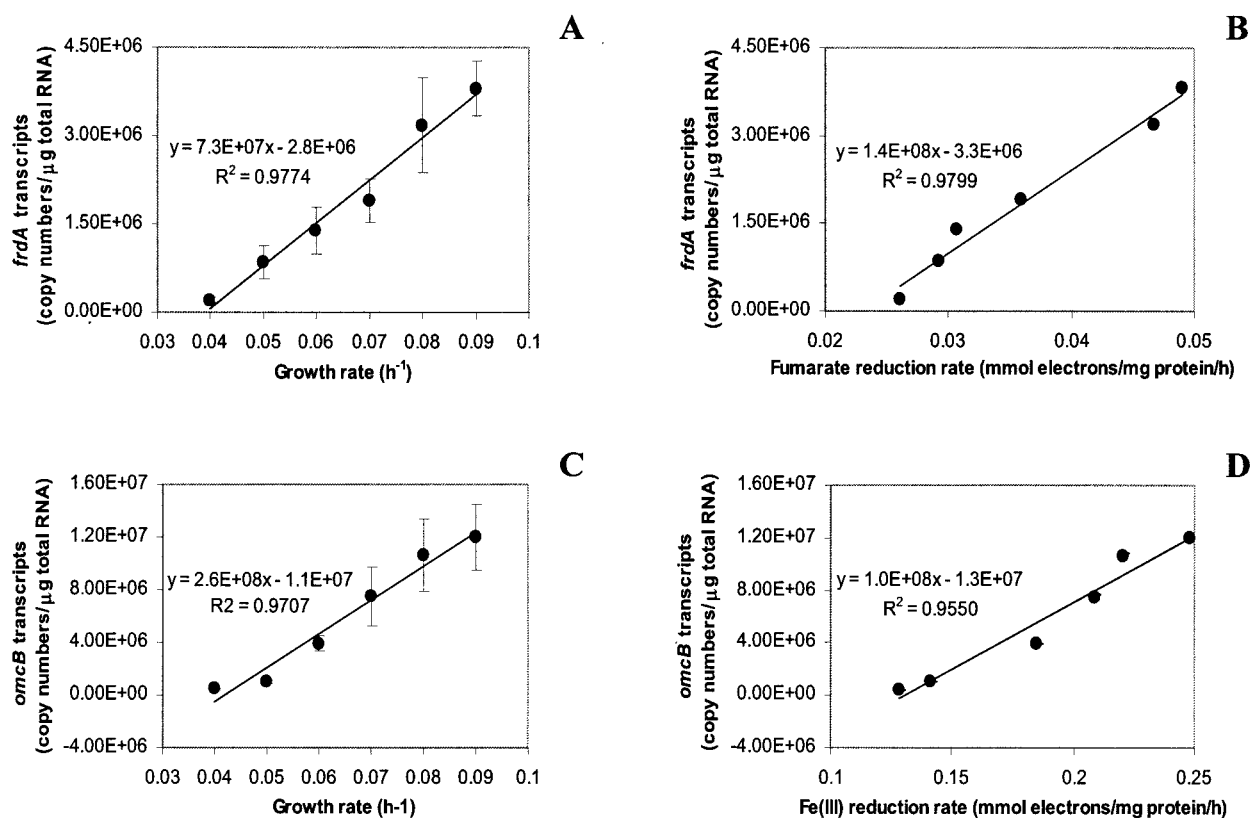 A
4.50E+06
3.00E+06
1.50E+06
0.00E+00
frdA transcripts
(copy numbers/µg total RNA)
y = 7.3E+07x - 2.8E+06
R² = 0.9774
0.03 0.04 0.05 0.06 0.07 0.08 0.09 0.1
Growth rate (h⁻¹)
B
4.50E+06
3.00E+06
1.50E+06
0.00E+00
frdA transcripts
(copy numbers/µg total RNA)
y = 1.4E+08x - 3.3E+06
R² = 0.9799
0.02 0.03 0.04 0.05
Fumarate reduction rate (mmol electrons/mg protein/h)
C
1.60E+07
1.20E+07
8.00E+06
4.00E+06
0.00E+00
-4.00E+06
omcB transcripts
(copy numbers/µg total RNA)
y = 2.6E+08x - 1.1E+07
R2 = 0.9707
0.03 0.04 0.05 0.06 0.07 0.08 0.09 0.1
Growth rate (h-1)
D
1.60E+07
1.20E+07
8.00E+06
4.00E+06
0.00E+00
-4.00E+06
omcB transcripts
(copy numbers/µg total RNA)
y = 1.0E+08x - 1.3E+07
R² = 0.9550
0.1 0.15 0.2 0.25
Fe(III) reduction rate (mmol electrons/mg protein/h)